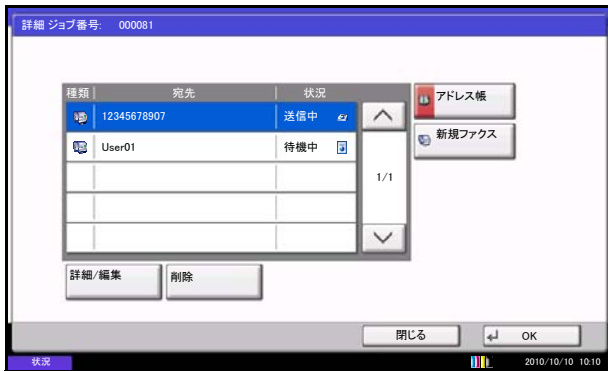 詳細 ジョブ番号: 000081
種類 宛先 状況
12345678907 送信中
User01 待機中
1/1
アドレス帳
新規ファクス
詳細/編集 削除
閉じる OK
状況 2010/10/10 10:10